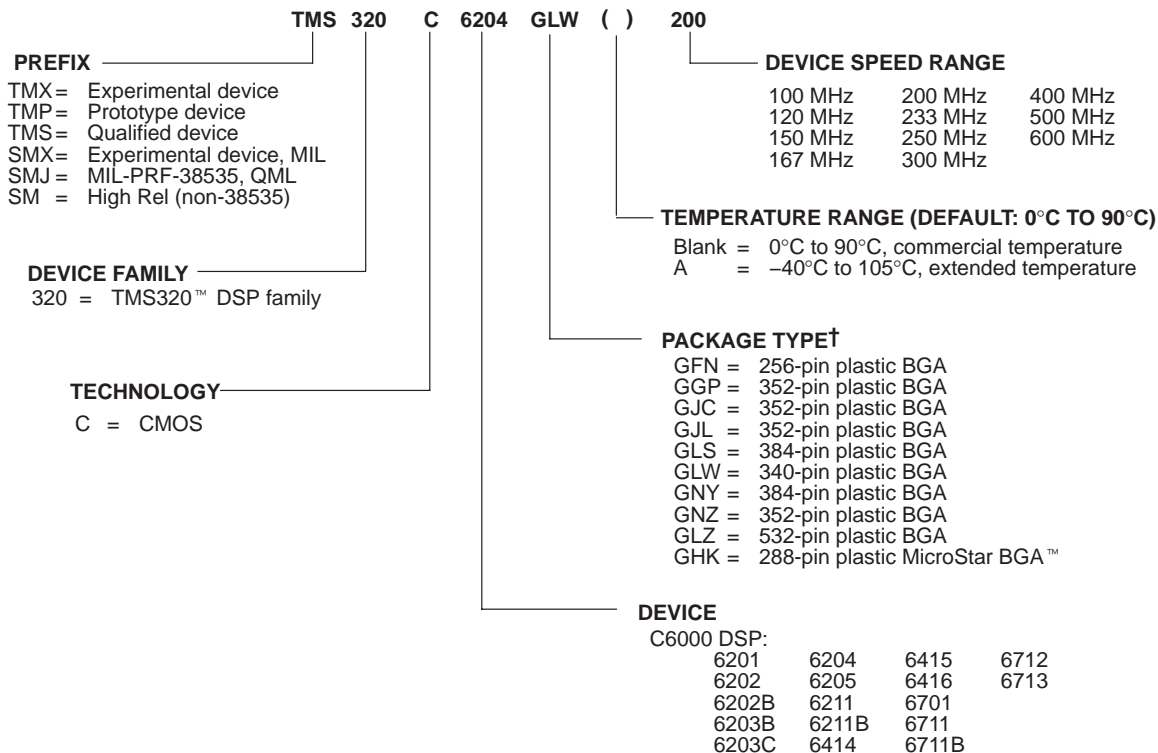 TMS 320 C 6204 GLW ( ) 200
PREFIX
TMX = Experimental device
TMP = Prototype device
TMS = Qualified device
SMX = Experimental device, MIL
SMJ = MIL-PRF-38535, QML
SM = High Rel (non-38535)
DEVICE SPEED RANGE
100 MHz 200 MHz 400 MHz
120 MHz 233 MHz 500 MHz
150 MHz 250 MHz 600 MHz
167 MHz 300 MHz
TEMPERATURE RANGE (DEFAULT: 0°C TO 90°C)
Blank = 0°C to 90°C, commercial temperature
A = −40°C to 105°C, extended temperature
DEVICE FAMILY
320 = TMS320™ DSP family
PACKAGE TYPE†
GFN = 256-pin plastic BGA
GGP = 352-pin plastic BGA
GJC = 352-pin plastic BGA
GJL = 352-pin plastic BGA
GLS = 384-pin plastic BGA
GLW = 340-pin plastic BGA
GNY = 384-pin plastic BGA
GNZ = 352-pin plastic BGA
GLZ = 532-pin plastic BGA
GHK = 288-pin plastic MicroStar BGA™
TECHNOLOGY
C = CMOS
DEVICE
C6000 DSP:
6201 6204 6415 6712
6202 6205 6416 6713
6202B 6211 6701
6203B 6211B 6711
6203C 6414 6711B